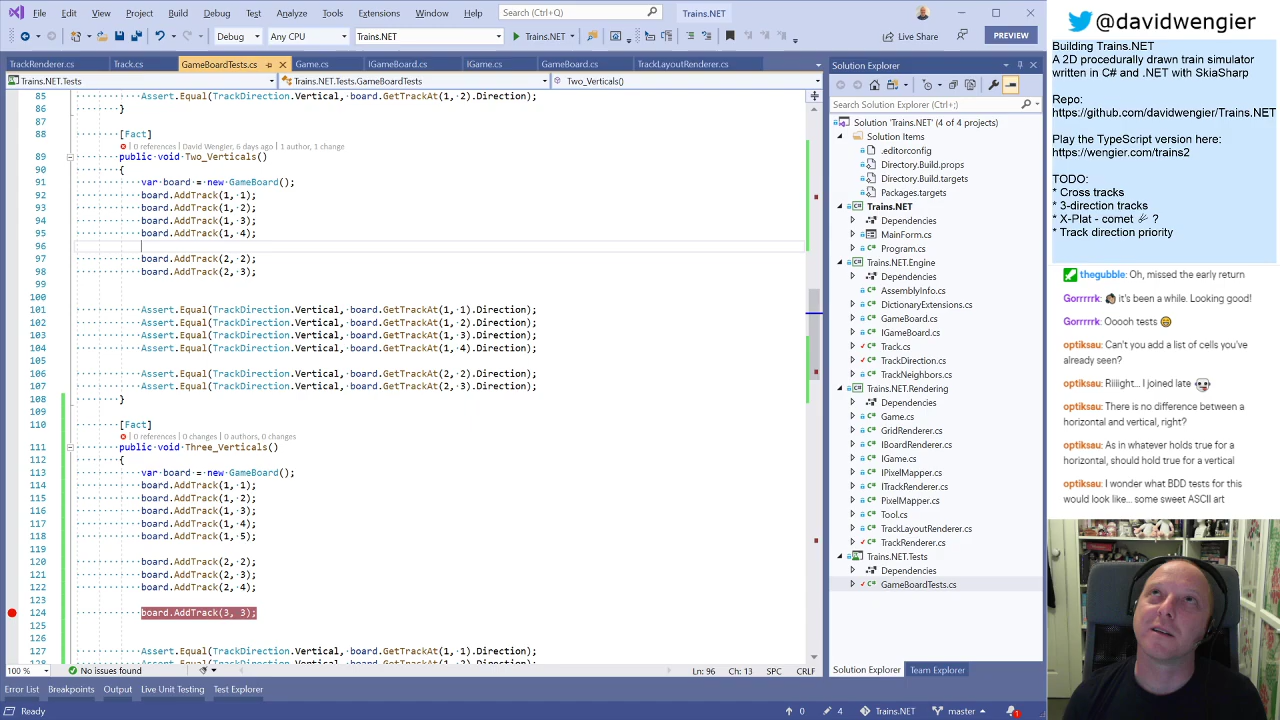 File Edit View Git Project Build Debug Test Analyze Tools Extensions Window Help Search (Ctrl+Q) Trains.NET
Debug Any CPU Trains.NET Trains.NET Live Share PREVIEW
TrackRenderer.cs Track.cs GameBoardTests.cs Game.cs IGameBoard.cs GameBoard.cs TrackLayoutRenderer.cs
Trains.NET.Tests Trains.NET.Tests.GameBoardTests Two_Verticals()
85 Assert.Equal(TrackDirection.Vertical, board.GetTrackAt(1, 2).Direction);
86 }
87
88 [Fact]
0 references | David Wengier, 6 days ago | 1 author, 1 change
89 public void Two_Verticals()
90 {
91 var board = new GameBoard();
92 board.AddTrack(1, 1);
93 board.AddTrack(1, 2);
94 board.AddTrack(1, 3);
95 board.AddTrack(1, 4);
96
97 board.AddTrack(2, 2);
98 board.AddTrack(2, 3);
99
100
101 Assert.Equal(TrackDirection.Vertical, board.GetTrackAt(1, 1).Direction);
102 Assert.Equal(TrackDirection.Vertical, board.GetTrackAt(1, 2).Direction);
103 Assert.Equal(TrackDirection.Vertical, board.GetTrackAt(1, 3).Direction);
104 Assert.Equal(TrackDirection.Vertical, board.GetTrackAt(1, 4).Direction);
105
106 Assert.Equal(TrackDirection.Vertical, board.GetTrackAt(2, 2).Direction);
107 Assert.Equal(TrackDirection.Vertical, board.GetTrackAt(2, 3).Direction);
108 }
109
110 [Fact]
0 references | 0 changes | 0 authors, 0 changes
111 public void Three_Verticals()
112 {
113 var board = new GameBoard();
114 board.AddTrack(1, 1);
115 board.AddTrack(1, 2);
116 board.AddTrack(1, 3);
117 board.AddTrack(1, 4);
118 board.AddTrack(1, 5);
119
120 board.AddTrack(2, 2);
121 board.AddTrack(2, 3);
122 board.AddTrack(2, 4);
123
124 board.AddTrack(3, 3);
125
126
127 Assert.Equal(TrackDirection.Vertical, board.GetTrackAt(1, 1).Direction);
128 Assert.Equal(TrackDirection.Vertical, board.GetTrackAt(1, 2).Direction);
100 % No issues found Ln: 96 Ch: 13 SPC CRLF
Error List Breakpoints Output Live Unit Testing Test Explorer
Ready 0 4 Trains.NET master 1
Solution Explorer
Search Solution Explorer (Ctrl+;)
Solution 'Trains.NET' (4 of 4 projects)
Solution Items
.editorconfig
Directory.Build.props
Directory.Build.targets
Packages.targets
Trains.NET
Dependencies
MainForm.cs
Program.cs
Trains.NET.Engine
Dependencies
AssemblyInfo.cs
DictionaryExtensions.cs
GameBoard.cs
IGameBoard.cs
Track.cs
TrackDirection.cs
TrackNeighbors.cs
Trains.NET.Rendering
Dependencies
Game.cs
GridRenderer.cs
IBoardRenderer.cs
IGame.cs
IPixelMapper.cs
ITrackRenderer.cs
PixelMapper.cs
Tool.cs
TrackLayoutRenderer.cs
TrackRenderer.cs
Trains.NET.Tests
Dependencies
GameBoardTests.cs
Solution Explorer Team Explorer
@davidwengier
Building Trains.NET
A 2D procedurally drawn train simulator
written in C# and .NET with SkiaSharp
Repo:
https://github.com/davidwengier/Trains.NET
Play the TypeScript version here:
https://wengier.com/trains2
TODO:
* Cross tracks
* 3-direction tracks
* X-Plat - comet ☄ ?
* Track direction priority
thegubble: Oh, missed the early return
Gorrrrrk: it's been a while. Looking good!
Gorrrrrk: Ooooh tests
optiksau: Can't you add a list of cells you've
already seen?
optiksau: Riiiight... I joined late
optiksau: There is no difference between a
horizontal and vertical, right?
optiksau: As in whatever holds true for a
horizontal, should hold true for a vertical
optiksau: I wonder what BDD tests for this
would look like... some sweet ASCII art